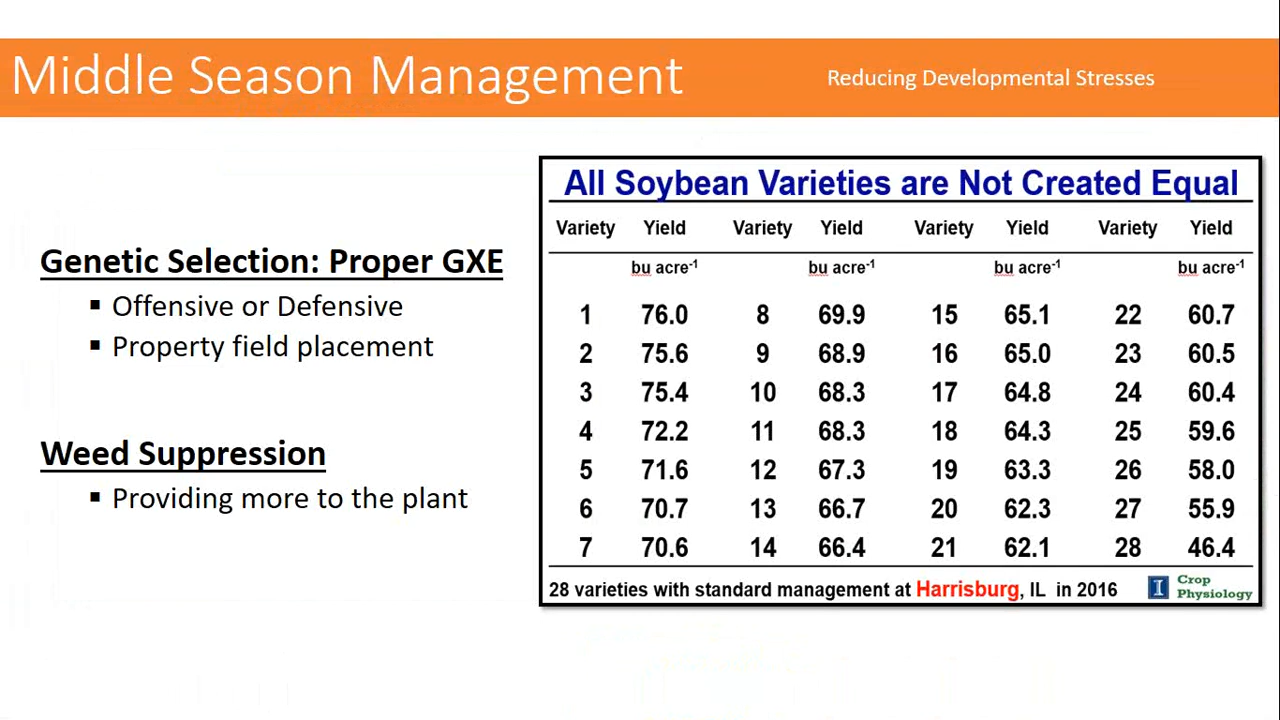 Middle Season Management
Reducing Developmental Stresses
Genetic Selection: Proper GXE
▪ Offensive or Defensive
▪ Property field placement
Weed Suppression
▪ Providing more to the plant
All Soybean Varieties are Not Created Equal
Variety Yield Variety Yield Variety Yield Variety Yield
bu acre⁻¹ bu acre⁻¹ bu acre⁻¹ bu acre⁻¹
1 76.0 8 69.9 15 65.1 22 60.7
2 75.6 9 68.9 16 65.0 23 60.5
3 75.4 10 68.3 17 64.8 24 60.4
4 72.2 11 68.3 18 64.3 25 59.6
5 71.6 12 67.3 19 63.3 26 58.0
6 70.7 13 66.7 20 62.3 27 55.9
7 70.6 14 66.4 21 62.1 28 46.4
28 varieties with standard management at Harrisburg, IL in 2016
I Crop
Physiology